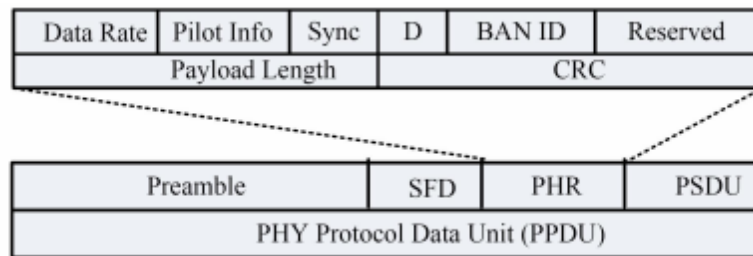 Data Rate Pilot Info Sync D BAN ID Reserved
Payload Length CRC
Preamble SFD PHR PSDU
PHY Protocol Data Unit (PPDU)